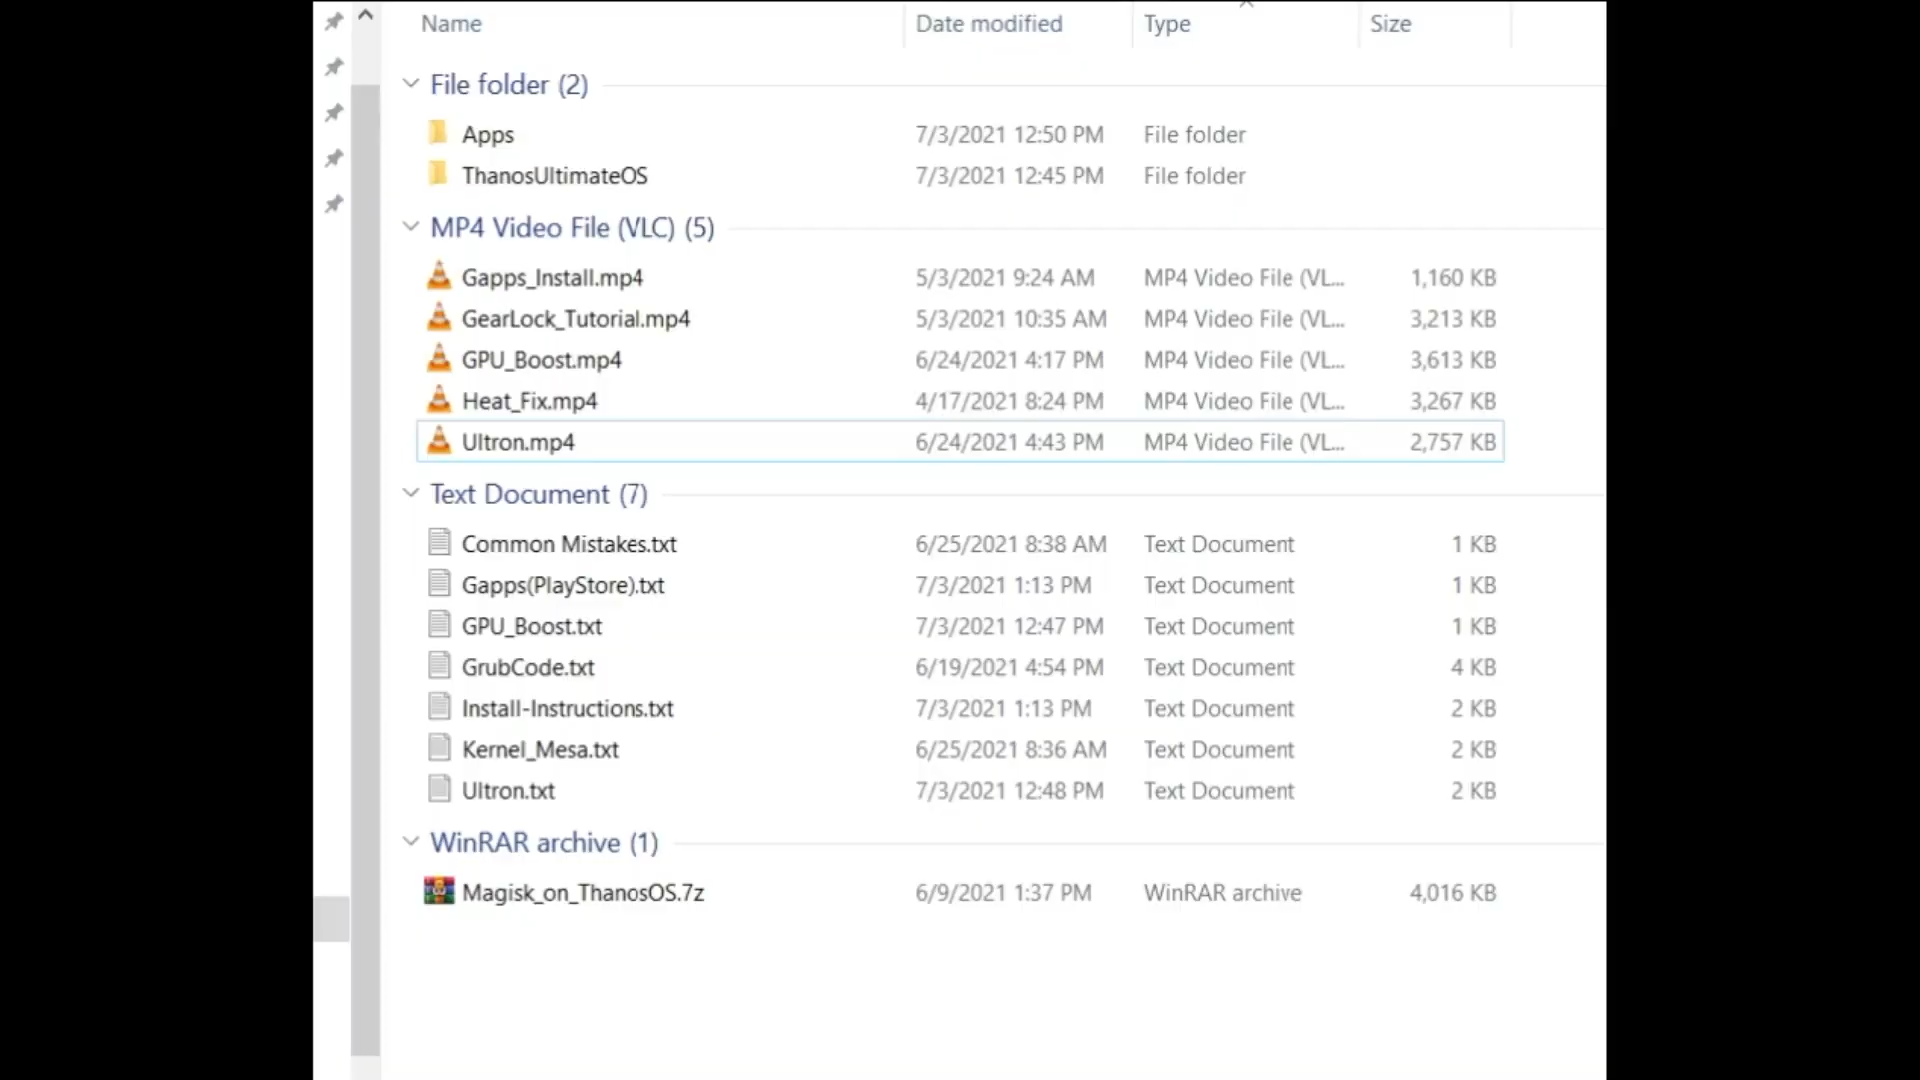 Name Date modified Type Size
File folder (2)
Apps 7/3/2021 12:50 PM File folder
ThanosUltimateOS 7/3/2021 12:45 PM File folder
MP4 Video File (VLC) (5)
Gapps_Install.mp4 5/3/2021 9:24 AM MP4 Video File (VL... 1,160 KB
GearLock_Tutorial.mp4 5/3/2021 10:35 AM MP4 Video File (VL... 3,213 KB
GPU_Boost.mp4 6/24/2021 4:17 PM MP4 Video File (VL... 3,613 KB
Heat_Fix.mp4 4/17/2021 8:24 PM MP4 Video File (VL... 3,267 KB
Ultron.mp4 6/24/2021 4:43 PM MP4 Video File (VL... 2,757 KB
Text Document (7)
Common Mistakes.txt 6/25/2021 8:38 AM Text Document 1 KB
Gapps(PlayStore).txt 7/3/2021 1:13 PM Text Document 1 KB
GPU_Boost.txt 7/3/2021 12:47 PM Text Document 1 KB
GrubCode.txt 6/19/2021 4:54 PM Text Document 4 KB
Install-Instructions.txt 7/3/2021 1:13 PM Text Document 2 KB
Kernel_Mesa.txt 6/25/2021 8:36 AM Text Document 2 KB
Ultron.txt 7/3/2021 12:48 PM Text Document 2 KB
WinRAR archive (1)
Magisk_on_ThanosOS.7z 6/9/2021 1:37 PM WinRAR archive 4,016 KB